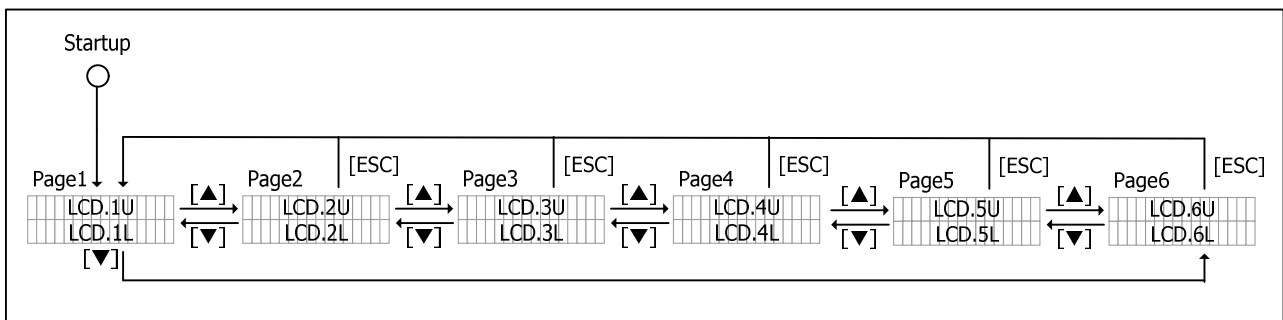 Startup
[ESC] [ESC] [ESC] [ESC] [ESC]
Page1 [▲] Page2 [▲] Page3 [▲] Page4 [▲] Page5 [▲] Page6
LCD.1U LCD.2U LCD.3U LCD.4U LCD.5U LCD.6U
LCD.1L LCD.2L LCD.3L LCD.4L LCD.5L LCD.6L
[▼] [▼] [▼] [▼] [▼] [▼]